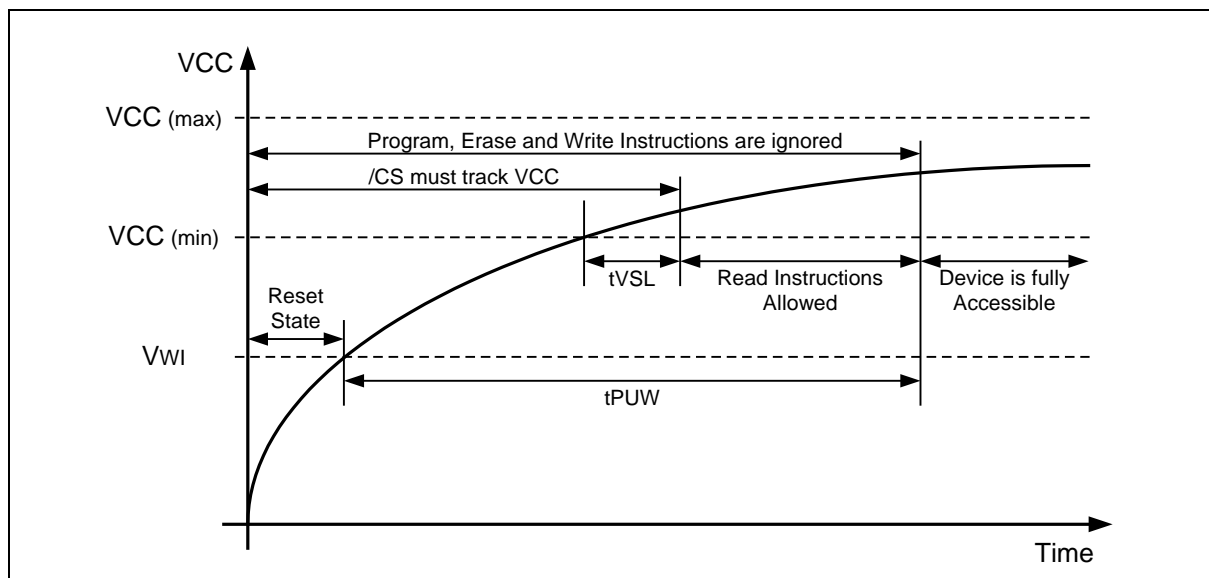 VCC
VCC (max)
Program, Erase and Write Instructions are ignored
/CS must track VCC
VCC (min)
tVSL
Read Instructions
Allowed
Device is fully
Accessible
Reset
State
VWI
tPUW
Time